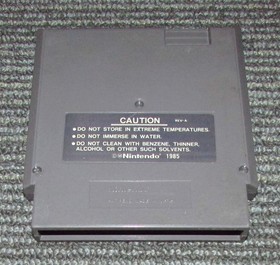 CAUTION REV-A
● DO NOT STORE IN EXTREME TEMPERATURES.
● DO NOT IMMERSE IN WATER.
● DO NOT CLEAN WITH BENZENE, THINNER,
ALCOHOL OR OTHER SUCH SOLVENTS.
©Nintendo® 1985